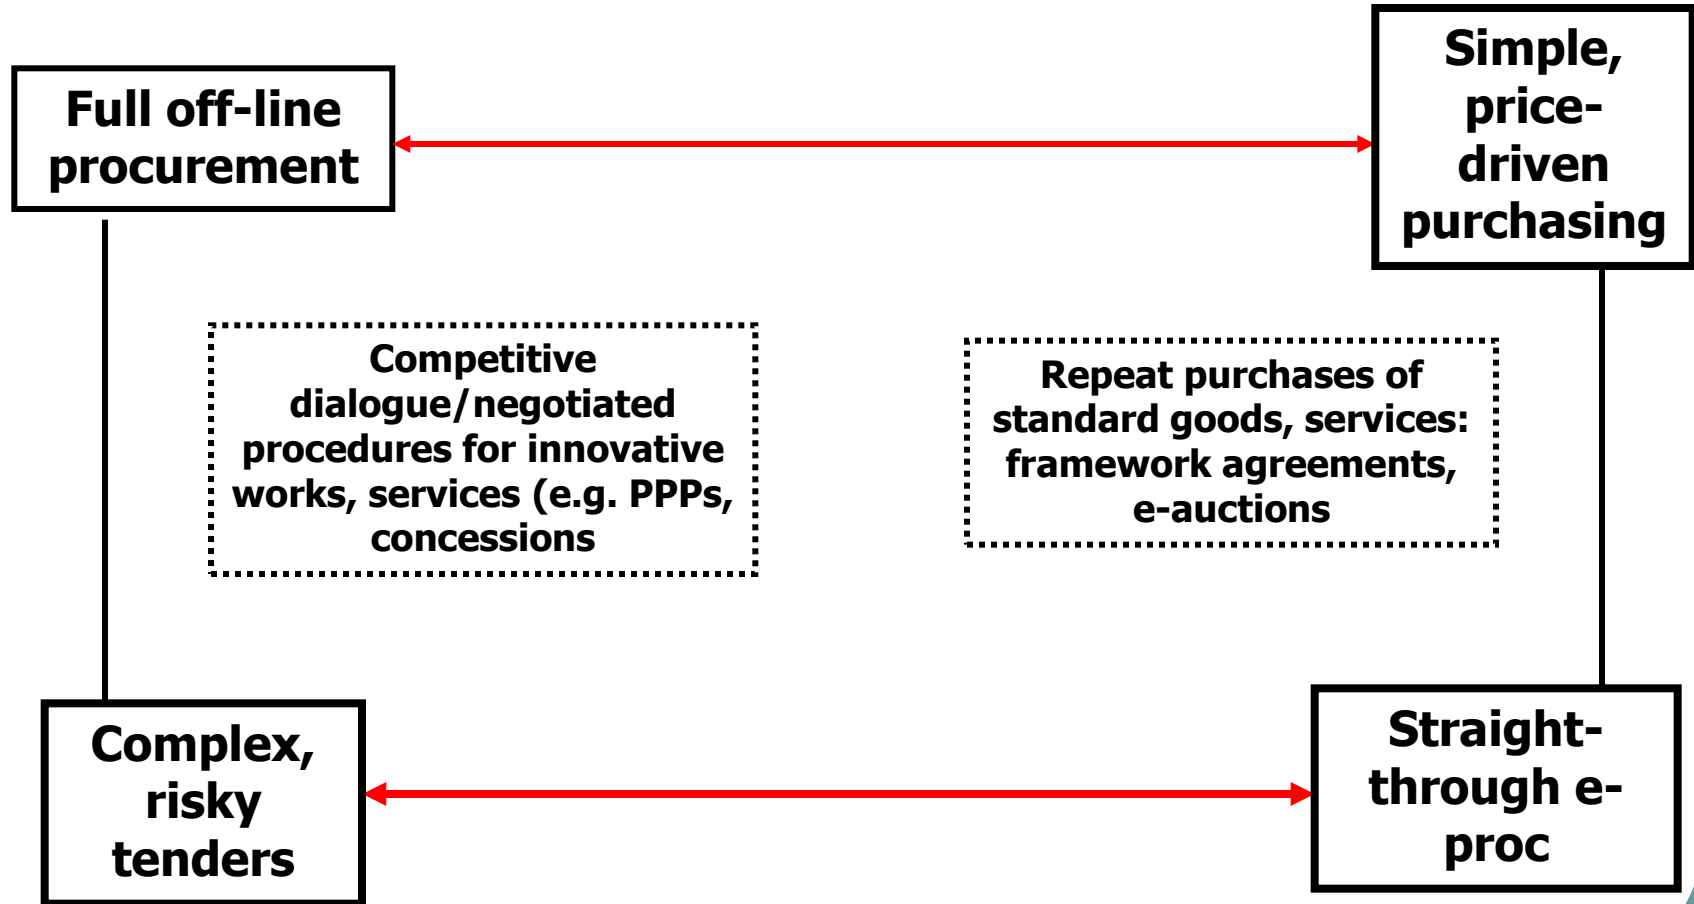 Full off-line
procurement
Simple,
price-
driven
purchasing
Competitive
dialogue/negotiated
procedures for innovative
works, services (e.g. PPPs,
concessions
Repeat purchases of
standard goods, services:
framework agreements,
e-auctions
Complex,
risky
tenders
Straight-
through e-
proc